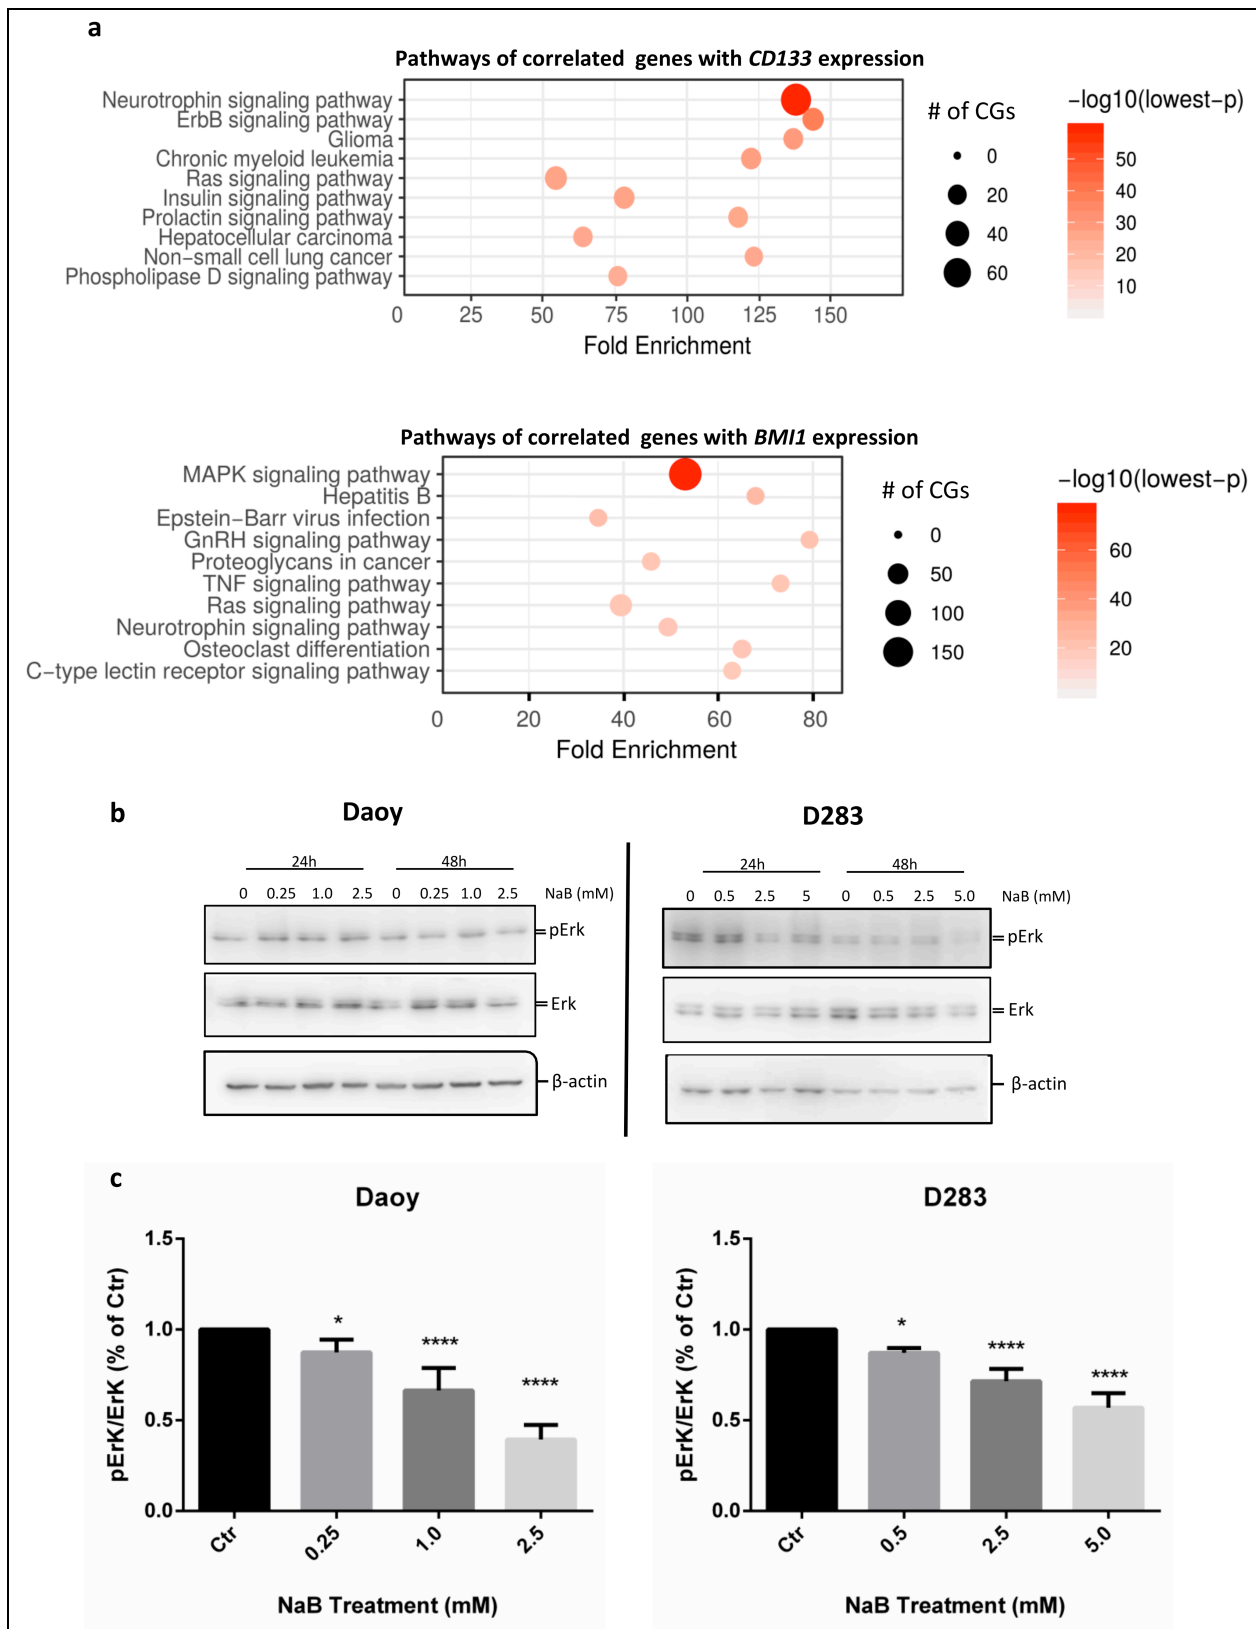 a
Pathways of correlated genes with CD133 expression
Neurotrophin signaling pathway
ErbB signaling pathway
Glioma
Chronic myeloid leukemia
Ras signaling pathway
Insulin signaling pathway
Prolactin signaling pathway
Hepatocellular carcinoma
Non−small cell lung cancer
Phospholipase D signaling pathway
0 25 50 75 100 125 150
Fold Enrichment
# of CGs
0
20
40
60
−log10(lowest−p)
50
40
30
20
10
Pathways of correlated genes with BMI1 expression
MAPK signaling pathway
Hepatitis B
Epstein−Barr virus infection
GnRH signaling pathway
Proteoglycans in cancer
TNF signaling pathway
Ras signaling pathway
Neurotrophin signaling pathway
Osteoclast differentiation
C−type lectin receptor signaling pathway
0 20 40 60 80
Fold Enrichment
# of CGs
0
50
100
150
−log10(lowest−p)
60
40
20
b
Daoy
24h 48h
0 0.25 1.0 2.5 0 0.25 1.0 2.5 NaB (mM)
pErk
Erk
β-actin
D283
24h 48h
0 0.5 2.5 5 0 0.5 2.5 5.0 NaB (mM)
pErk
Erk
β-actin
c
Daoy
pErK/ErK (% of Ctr)
1.5
1.0
0.5
0.0
* **** ****
Ctr 0.25 1.0 2.5
NaB Treatment (mM)
D283
pErK/ErK (% of Ctr)
1.5
1.0
0.5
0.0
* **** ****
Ctr 0.5 2.5 5.0
NaB Treatment (mM)